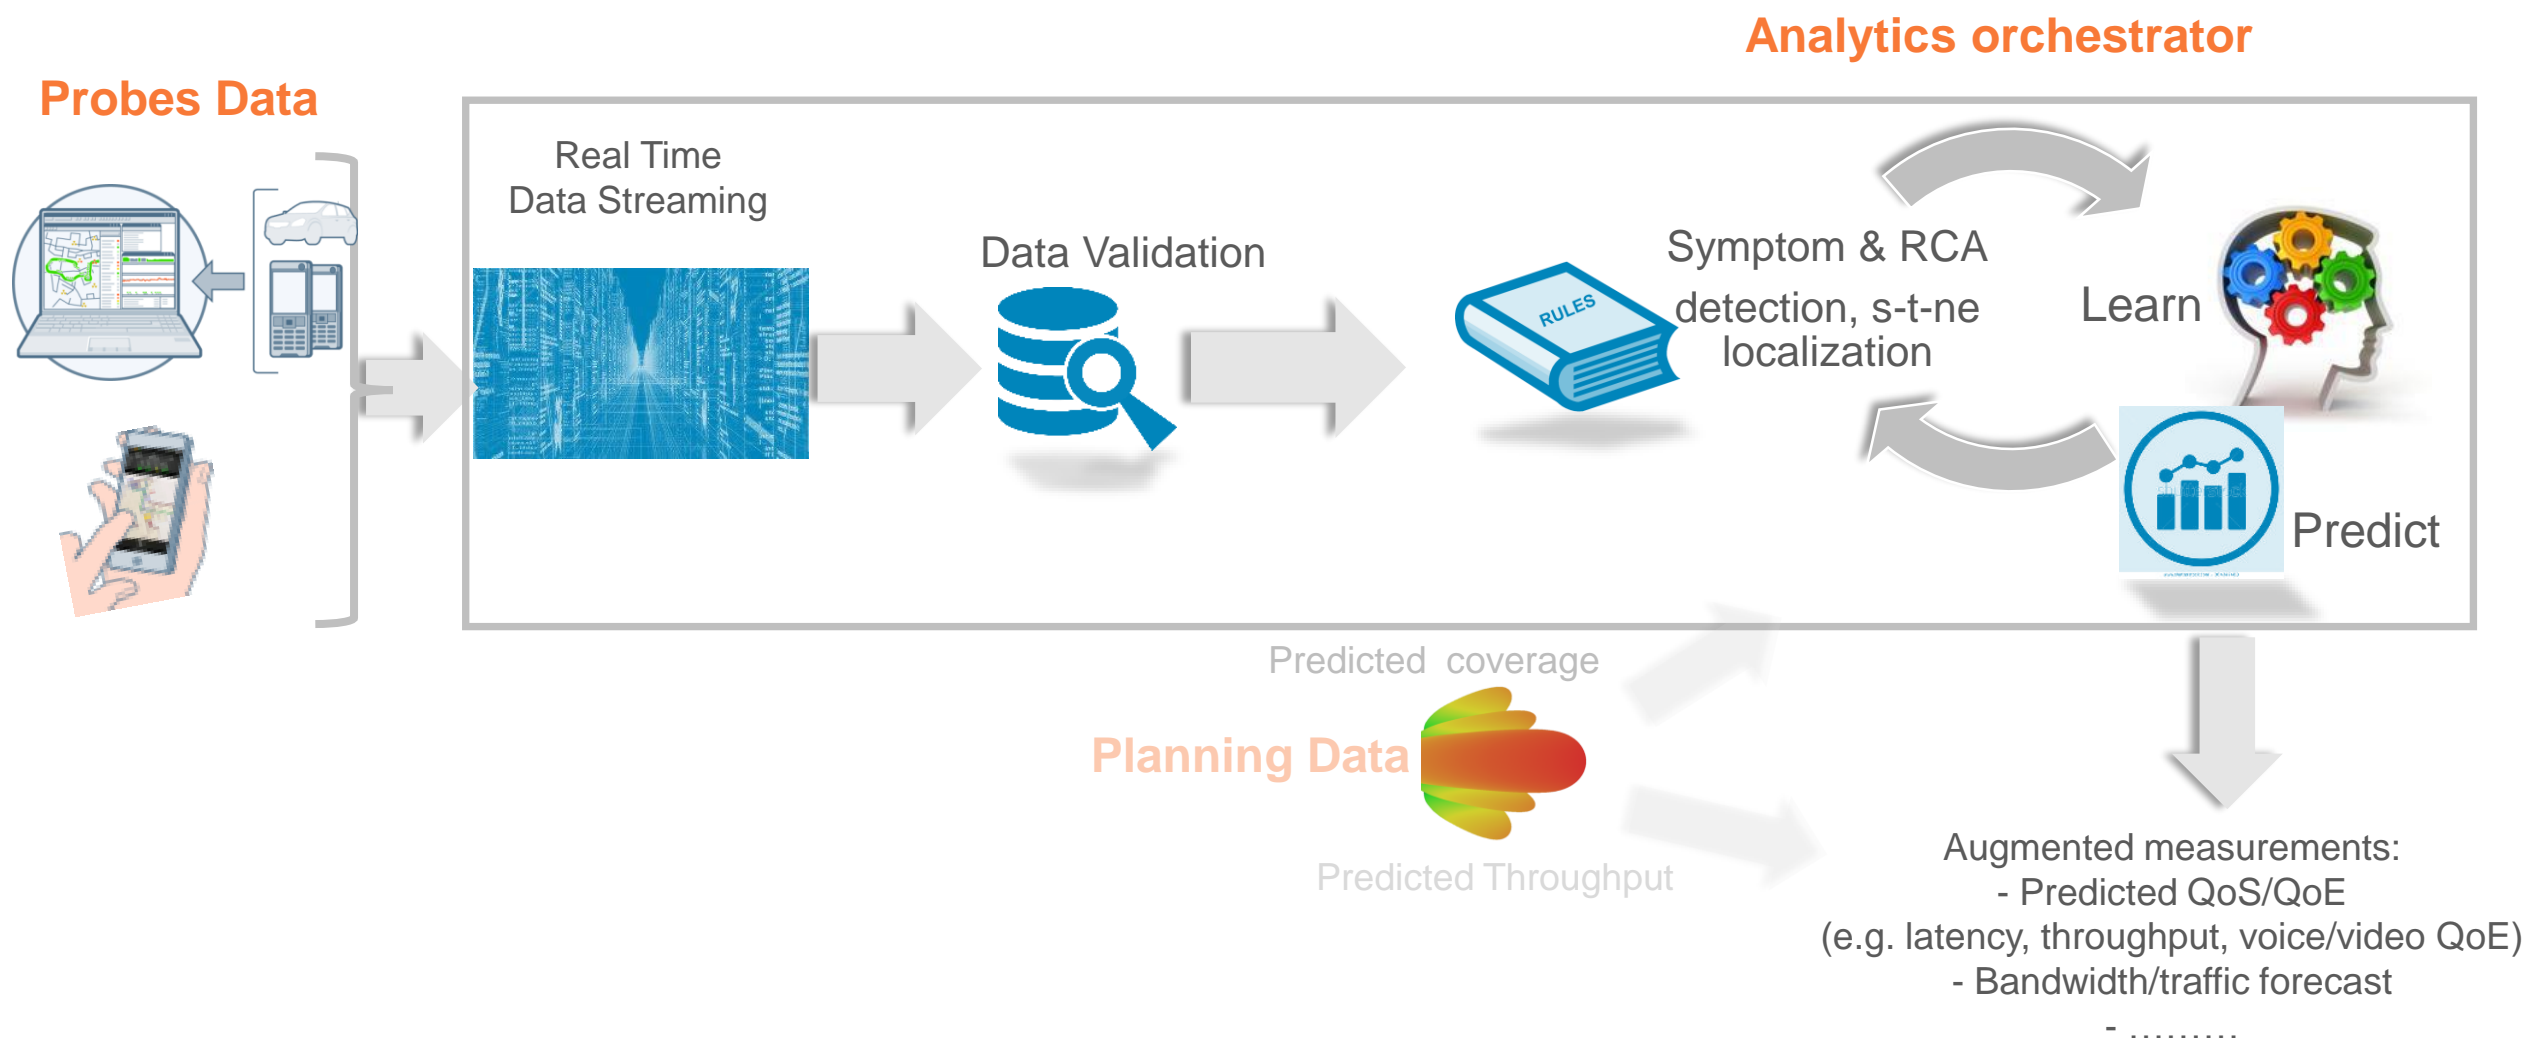 Analytics orchestrator
Probes Data
Real Time
Data Streaming
Data Validation
RULES
Symptom & RCA
detection, s-t-ne
localization
Learn
Predict
Predicted coverage
Planning Data
Predicted Throughput
Augmented measurements:
- Predicted QoS/QoE
(e.g. latency, throughput, voice/video QoE)
- Bandwidth/traffic forecast
- .........